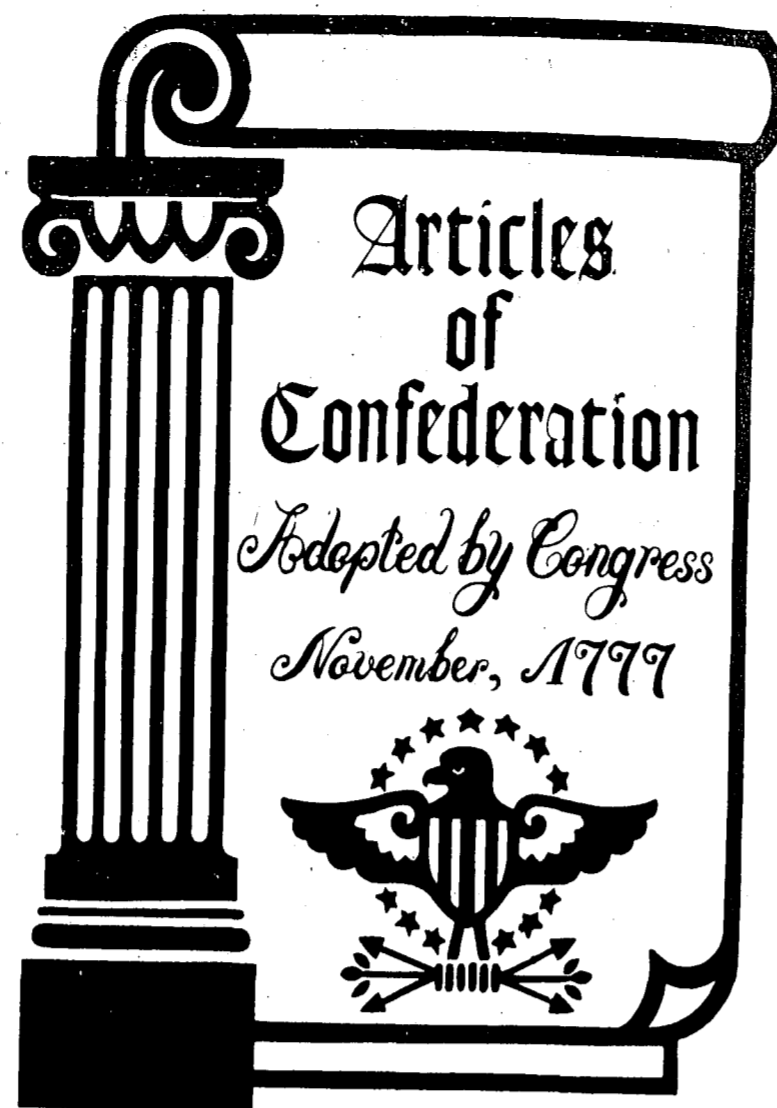 Articles
of
Confederation
Adopted by Congress
November, 1777